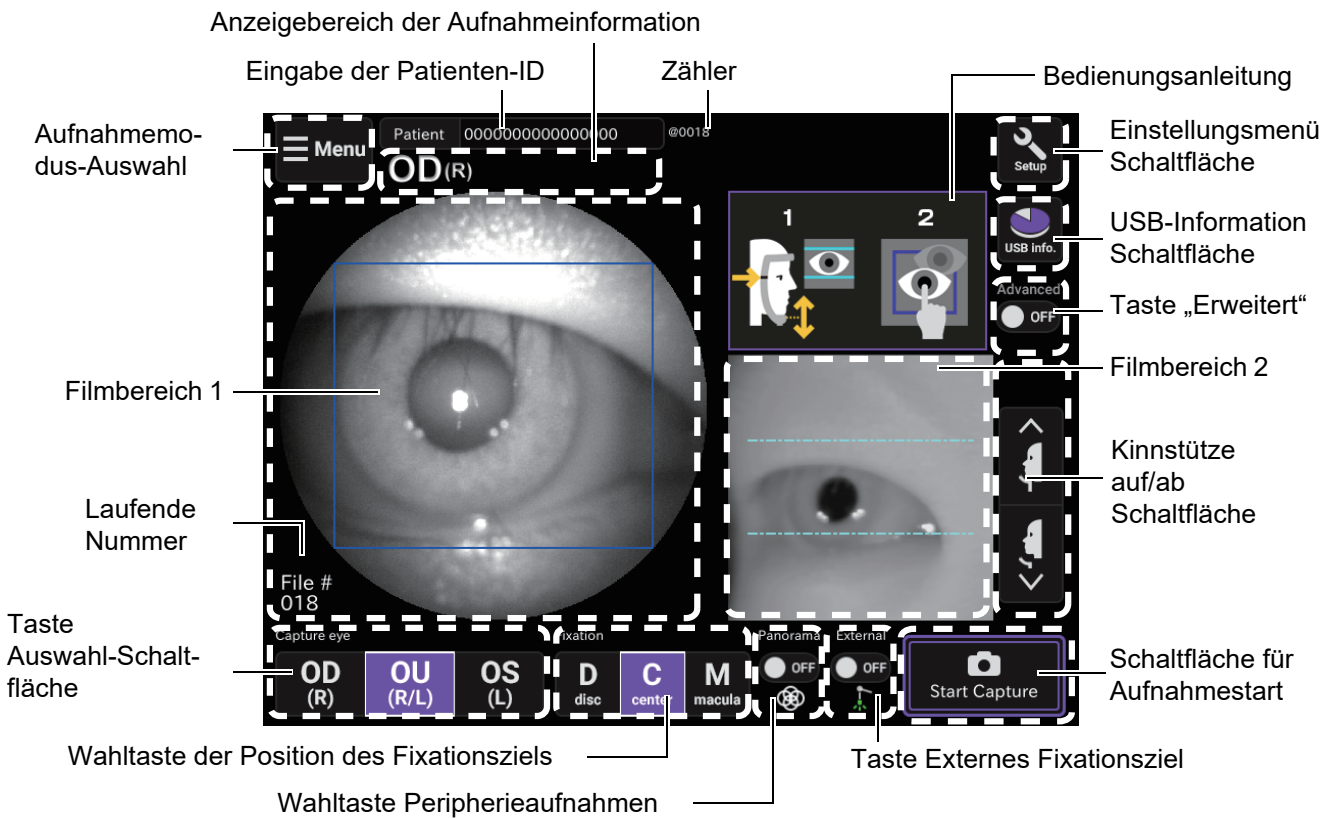 Anzeigebereich der Aufnahmeinformation
Eingabe der Patienten-ID
Zähler
Bedienungsanleitung
Aufnahmemo-
dus-Auswahl
Menu
Patient 0000000000000000 @0018
OD(R)
Setup
Einstellungsmenü
Schaltfläche
1 2
USB info.
USB-Information
Schaltfläche
Advanced
OFF
Taste „Erweitert“
Filmbereich 1
Filmbereich 2
Kinnstütze
auf/ab
Schaltfläche
Laufende
Nummer
File #
018
Taste
Auswahl-Schalt-
fläche
Capture eye
OD
(R)
OU
(R/L)
OS
(L)
ixation
D
disc
C
center
M
macula
Panorama
OFF
External
OFF
Start Capture
Schaltfläche für
Aufnahmestart
Wahltaste der Position des Fixationsziels
Taste Externes Fixationsziel
Wahltaste Peripherieaufnahmen